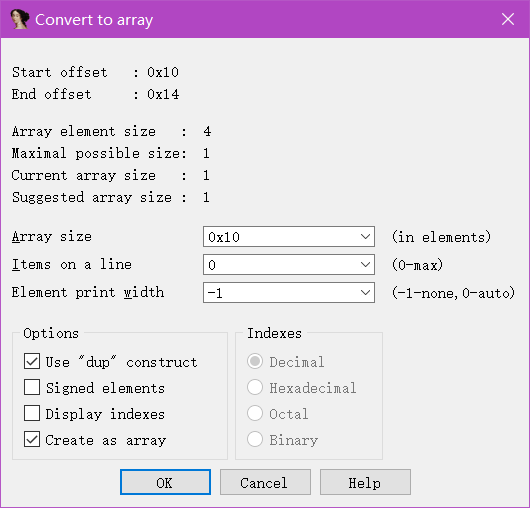 Convert to array
Start offset : 0x10
End offset : 0x14
Array element size : 4
Maximal possible size: 1
Current array size : 1
Suggested array size : 1
Array size 0x10 (in elements)
Items on a line 0 (0-max)
Element print width -1 (-1-none,0-auto)
Options Indexes
Use "dup" construct Decimal
Signed elements Hexadecimal
Display indexes Octal
Create as array Binary
OK Cancel Help